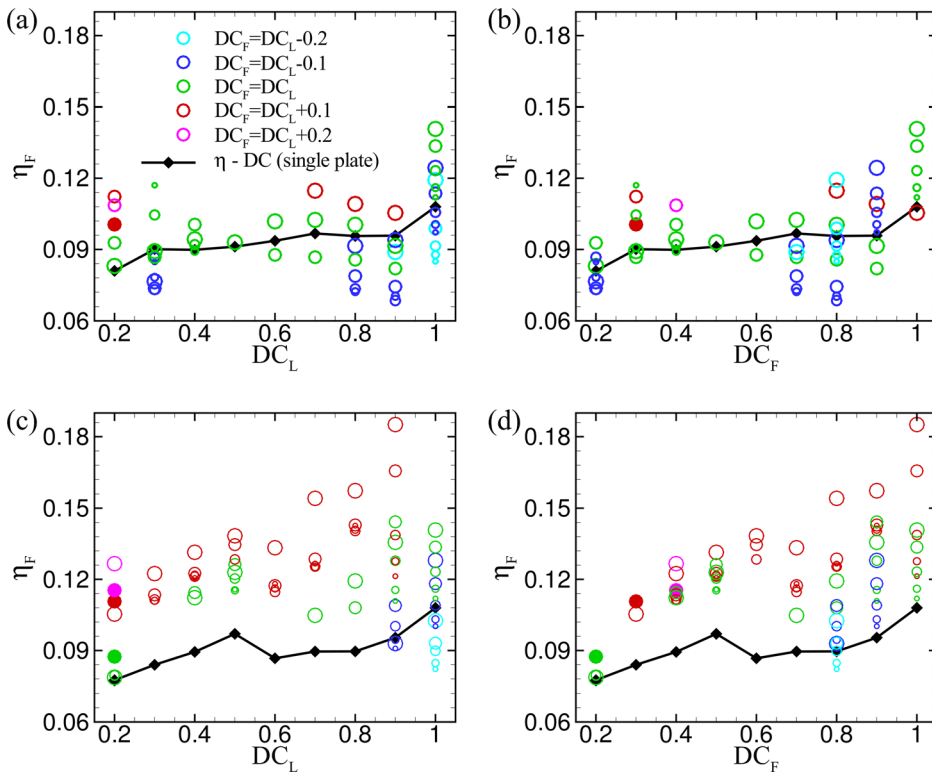 (a)
0.18
0.15
0.12
0.09
0.06
η_F
DC_F=DC_L-0.2
DC_F=DC_L-0.1
DC_F=DC_L
DC_F=DC_L+0.1
DC_F=DC_L+0.2
η - DC (single plate)
0.2 0.4 0.6 0.8 1
DC_L
(b)
0.18
0.15
0.12
0.09
0.06
η_F
0.2 0.4 0.6 0.8 1
DC_F
(c)
0.18
0.15
0.12
0.09
0.06
η_F
0.2 0.4 0.6 0.8 1
DC_L
(d)
0.18
0.15
0.12
0.09
0.06
η_F
0.2 0.4 0.6 0.8 1
DC_F